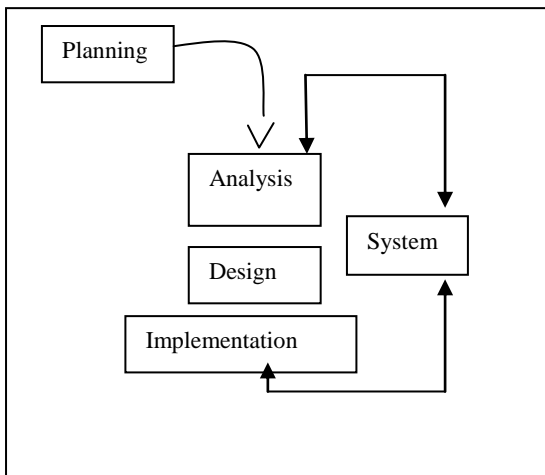 Planning
Analysis
System
Design
Implementation